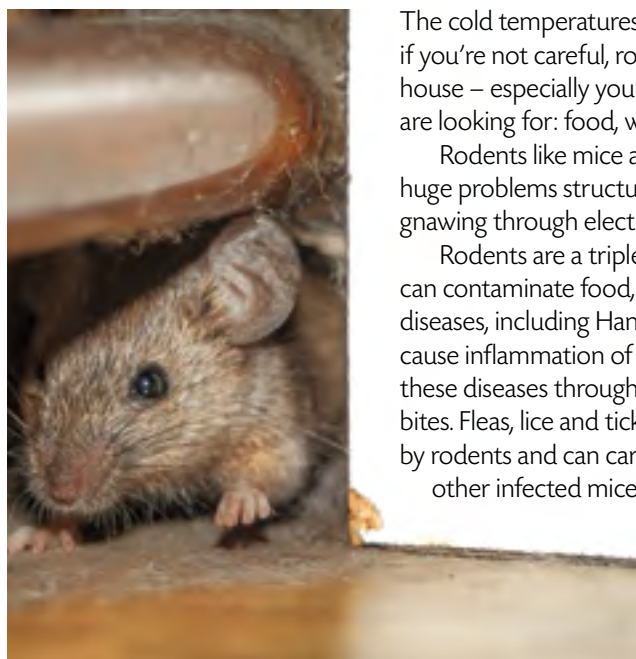 The cold temperatures
if you’re not careful, ro
house – especially your
are looking for: food, w
Rodents like mice a
huge problems structu
gnawing through elect
Rodents are a triple
can contaminate food,
diseases, including Han
cause inflammation of
these diseases through
bites. Fleas, lice and tick
by rodents and can car
other infected mice